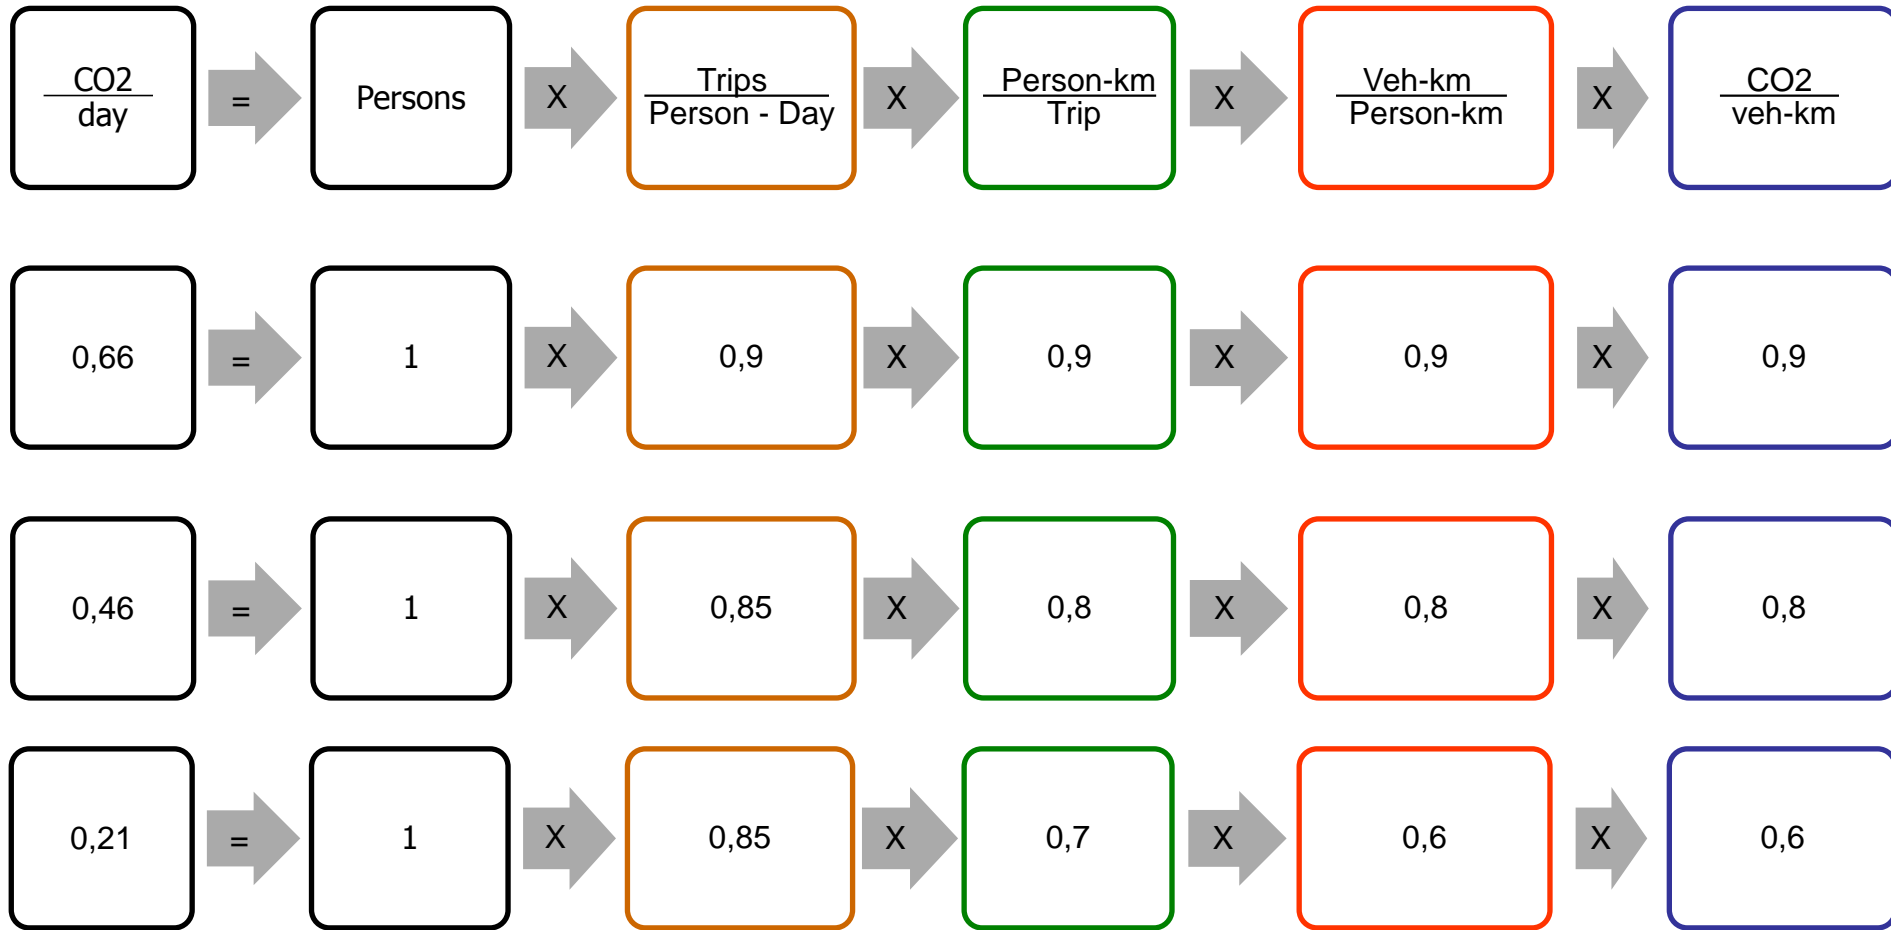 CO2
day
=
Persons
X
Trips
Person - Day
X
Person-km
Trip
X
Veh-km
Person-km
X
CO2
veh-km
0,66 = 1 X 0,9 X 0,9 X 0,9 X 0,9
0,46 = 1 X 0,85 X 0,8 X 0,8 X 0,8
0,21 = 1 X 0,85 X 0,7 X 0,6 X 0,6